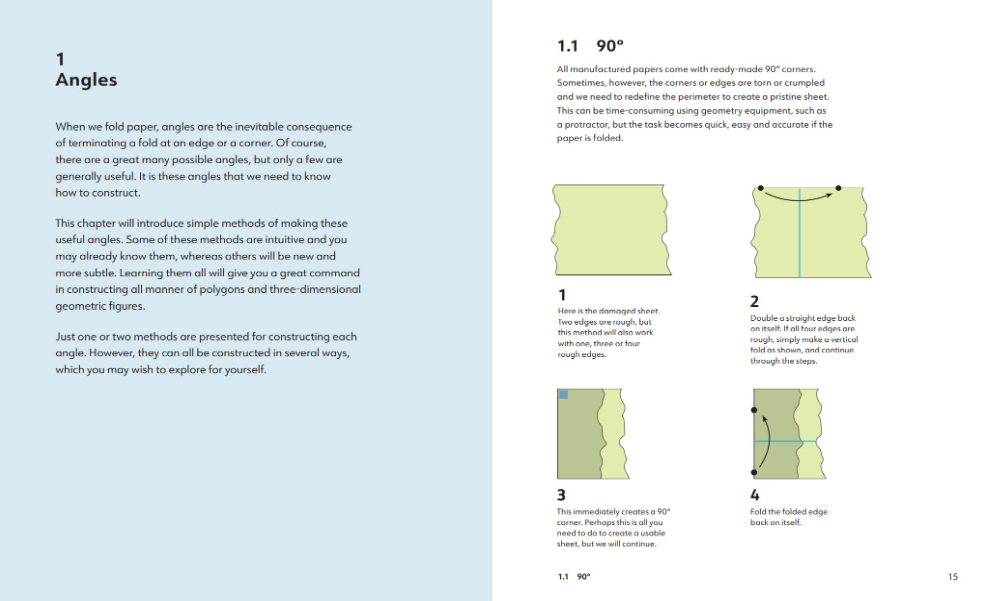 1
Angles
When we fold paper, angles are the inevitable consequence
of terminating a fold at an edge or a corner. Of course,
there are a great many possible angles, but only a few are
generally useful. It is these angles that we need to know
how to construct.
This chapter will introduce simple methods of making these
useful angles. Some of these methods are intuitive and you
may already know them, whereas others will be new and
more subtle. Learning them all will give you a great command
in constructing all manner of polygons and three-dimensional
geometric figures.
Just one or two methods are presented for constructing each
angle. However, they can all be constructed in several ways,
which you may wish to explore for yourself.
1.1 90°
All manufactured papers come with ready-made 90° corners.
Sometimes, however, the corners or edges are torn or crumpled
and we need to redefine the perimeter to create a pristine sheet.
This can be time-consuming using geometry equipment, such as
a protractor, but the task becomes quick, easy and accurate if the
paper is folded.
1
Here is the damaged sheet.
Two edges are rough, but
this method will also work
with one, three or four
rough edges.
2
Double a straight edge back
on itself. If all four edges are
rough, simply make a vertical
fold as shown, and continue
through the steps.
3
This immediately creates a 90°
corner. Perhaps this is all you
need to do to create a usable
sheet, but we will continue.
4
Fold the folded edge
back on itself.
1.1 90°
15